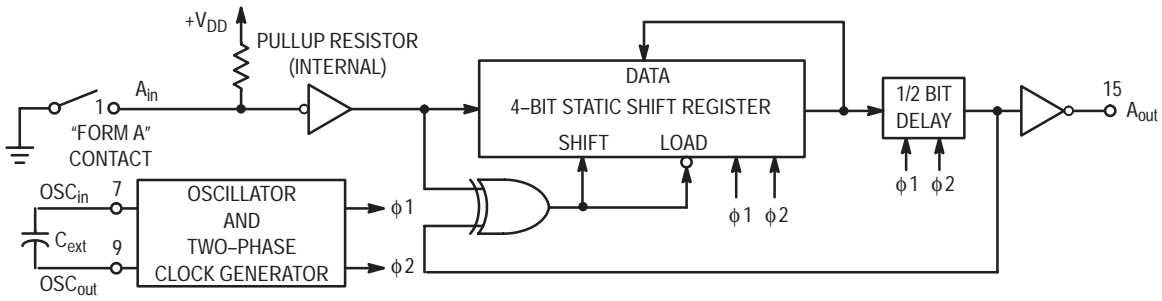 +VDD
PULLUP RESISTOR
(INTERNAL)
Ain
1
"FORM A"
CONTACT
DATA
4–BIT STATIC SHIFT REGISTER
SHIFT LOAD
ϕ1 ϕ2
1/2 BIT
DELAY
ϕ1 ϕ2
15
Aout
OSCin 7
Cext
9
OSCout
OSCILLATOR
AND
TWO–PHASE
CLOCK GENERATOR
ϕ1
ϕ2